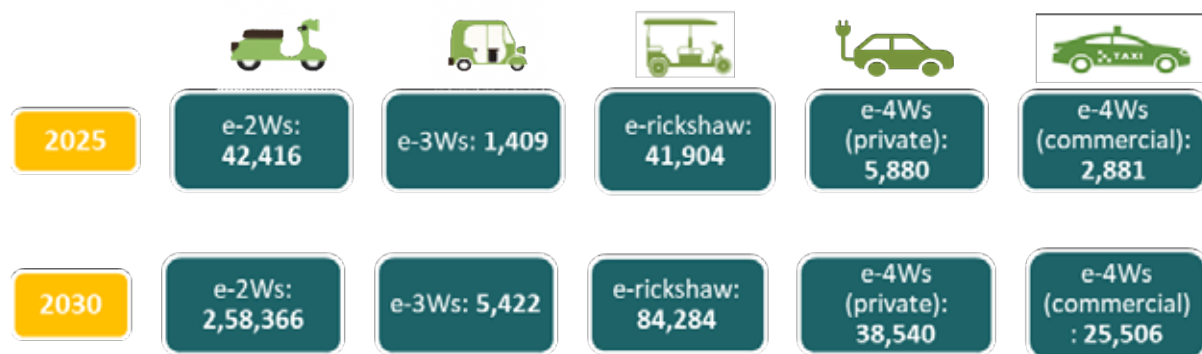 TAXI
2025
e-2Ws:
42,416
e-3Ws: 1,409
e-rickshaw:
41,904
e-4Ws
(private):
5,880
e-4Ws
(commercial):
2,881
2030
e-2Ws:
2,58,366
e-3Ws: 5,422
e-rickshaw:
84,284
e-4Ws
(private):
38,540
e-4Ws
(commercial)
: 25,506